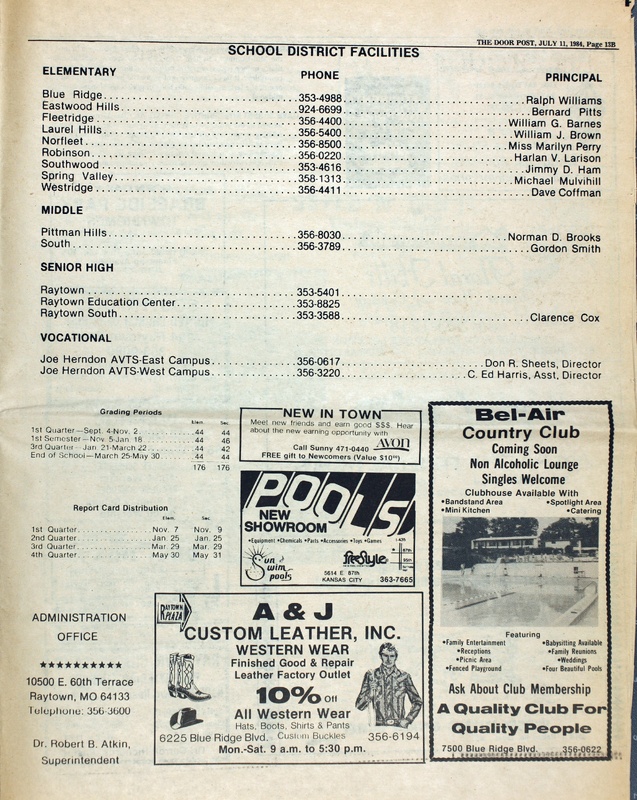 THE DOOR POST, JULY 11, 1984, Page 13B
SCHOOL DISTRICT FACILITIES
ELEMENTARY PHONE PRINCIPAL
Blue Ridge 353-4988 Ralph Williams
Eastwood Hills 924-6699 Bernard Pitts
Fleetridge 356-4400 William G. Barnes
Laurel Hills 356-5400 William J. Brown
Norfleet 356-8500 Miss Marilyn Perry
Robinson 356-0220 Harlan V. Larison
Southwood 353-4616 Jimmy D. Ham
Spring Valley 358-1313 Michael Mulvihill
Westridge 356-4411 Dave Coffman
MIDDLE
Pittman Hills 356-8030 Norman D. Brooks
South 356-3789 Gordon Smith
SENIOR HIGH
Raytown 353-5401
Raytown Education Center 353-8825
Raytown South 353-3588 Clarence Cox
VOCATIONAL
Joe Herndon AVTS-East Campus 356-0617 Don R. Sheets, Director
Joe Herndon AVTS-West Campus 356-3220 C. Ed Harris, Asst, Director
Grading Periods
Elem. Sec.
1st Quarter—Sept. 4-Nov. 2 44 44
1st Semester—Nov. 5-Jan. 18 44 46
3rd Quarter—Jan. 21-March 22 44 42
End of School—March 25-May 30 44 44
176 176
Report Card Distribution
Elem. Sec.
1st Quarter Nov. 7 Nov. 9
2nd Quarter Jan. 25 Jan. 25
3rd Quarter Mar. 29 Mar. 29
4th Quarter May 30 May 31
ADMINISTRATION
OFFICE
★★★★★★★★★★
10500 E. 60th Terrace
Raytown, MO 64133
Telephone: 356-3600
Dr. Robert B. Atkin,
Superintendent
NEW IN TOWN
Meet new friends and earn good $$$. Hear
about the new earning opportunity with
AVON
Call Sunny 471-0440
FREE gift to Newcomers (Value $10⁰⁰)
POOLS
NEW
SHOWROOM
•Equipment •Chemicals •Parts •Accessories •Toys •Games
Sun
swim
pools
freeStyle
I-435
87th
95th
5614 E. 87th
KANSAS CITY 363-7665
RAYTOWN
PLAZA
A & J
CUSTOM LEATHER, INC.
WESTERN WEAR
Finished Good & Repair
Leather Factory Outlet
10% Off
All Western Wear
Hats, Boots, Shirts & Pants
6225 Blue Ridge Blvd. Custom Buckles 356-6194
Mon.-Sat. 9 a.m. to 5:30 p.m.
Bel-Air
Country Club
Coming Soon
Non Alcoholic Lounge
Singles Welcome
Clubhouse Available With
•Bandstand Area •Spotlight Area
•Mini Kitchen •Catering
Featuring
•Family Entertainment •Babysitting Available
•Receptions •Family Reunions
•Picnic Area •Weddings
•Fenced Playground •Four Beautiful Pools
Ask About Club Membership
A Quality Club For
Quality People
7500 Blue Ridge Blvd. 356-0622